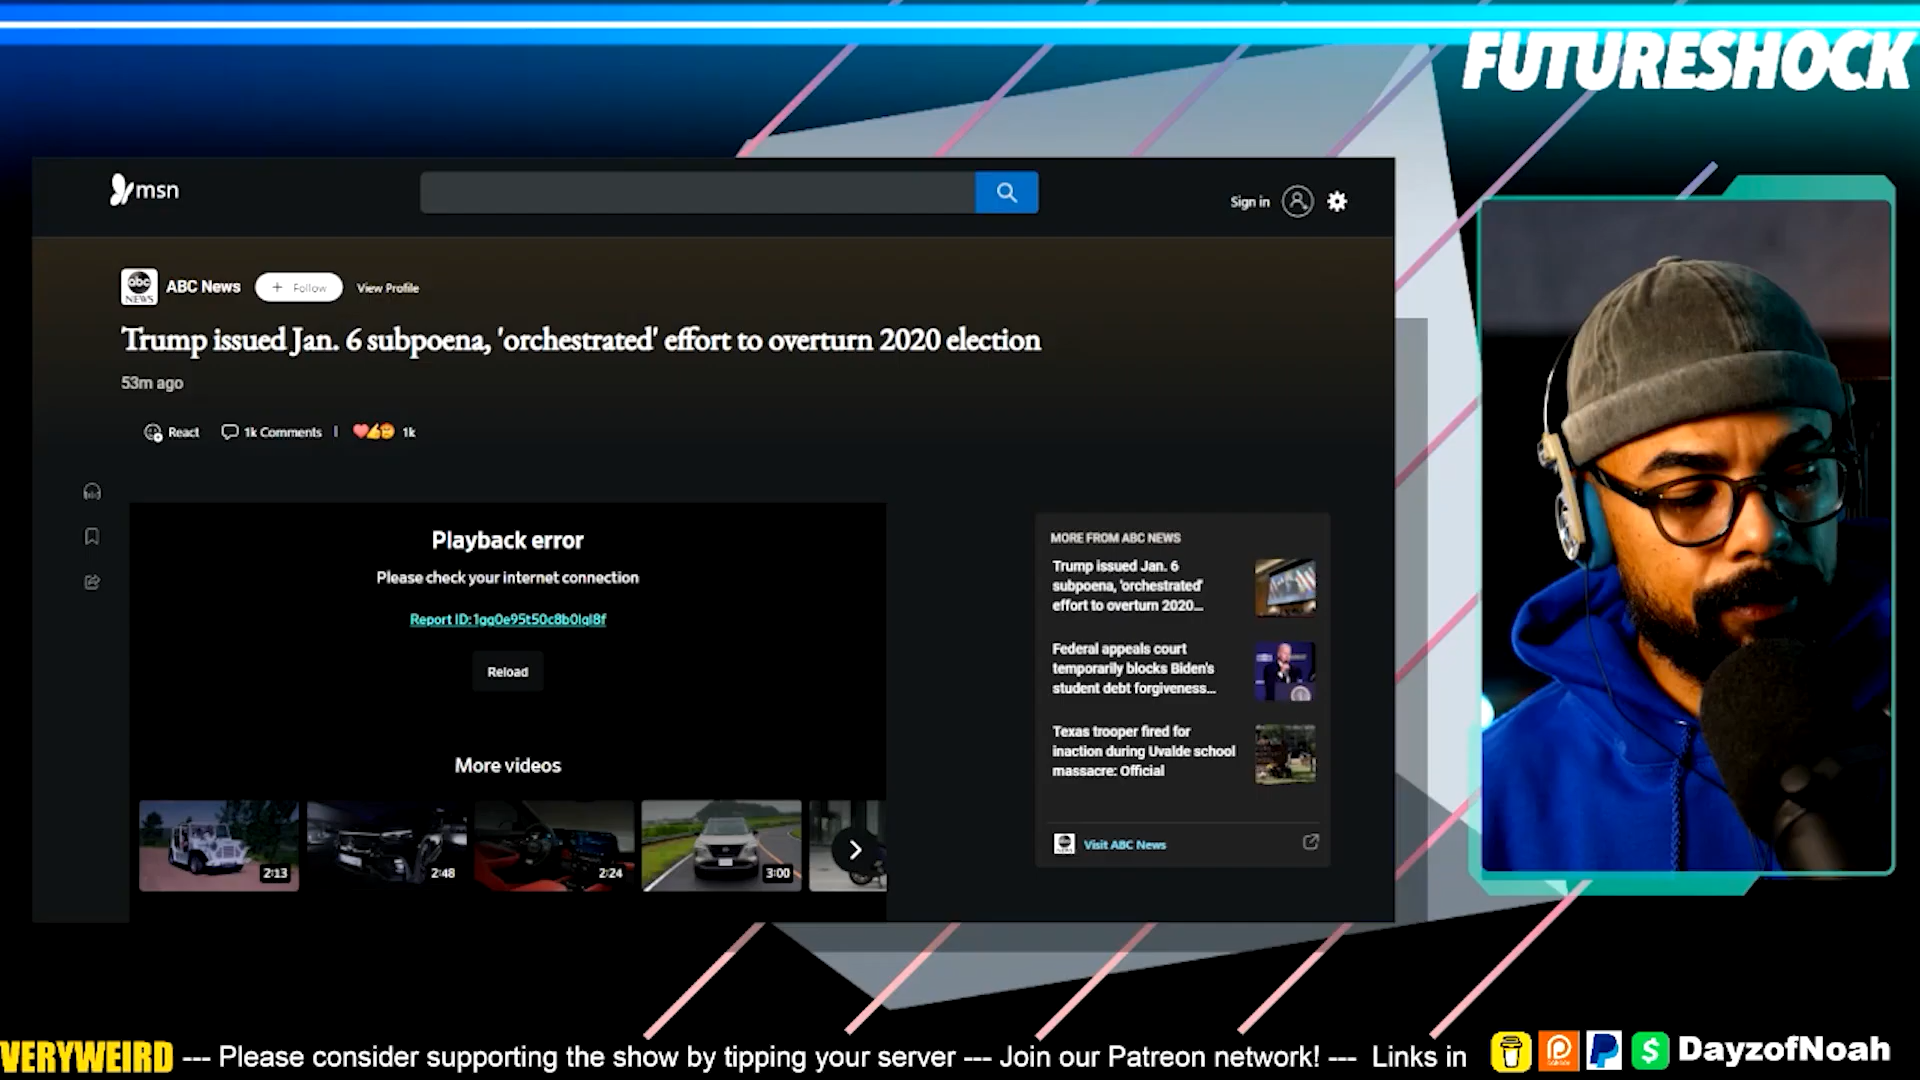 FUTURESHOCK
msn
Sign in
abc
NEWS
ABC News
+ Follow
View Profile
Trump issued Jan. 6 subpoena, 'orchestrated' effort to overturn 2020 election
53m ago
React
1k Comments
1k
Playback error
Please check your internet connection
Reload
More videos
2:13
2:48
2:24
3:00
MORE FROM ABC NEWS
Trump issued Jan. 6
subpoena, 'orchestrated'
effort to overturn 2020...
Federal appeals court
temporarily blocks Biden's
student debt forgiveness...
Texas trooper fired for
inaction during Uvalde school
massacre: Official
Visit ABC News
VERYWEIRD --- Please consider supporting the show by tipping your server --- Join our Patreon network! --- Links in
DayzofNoah